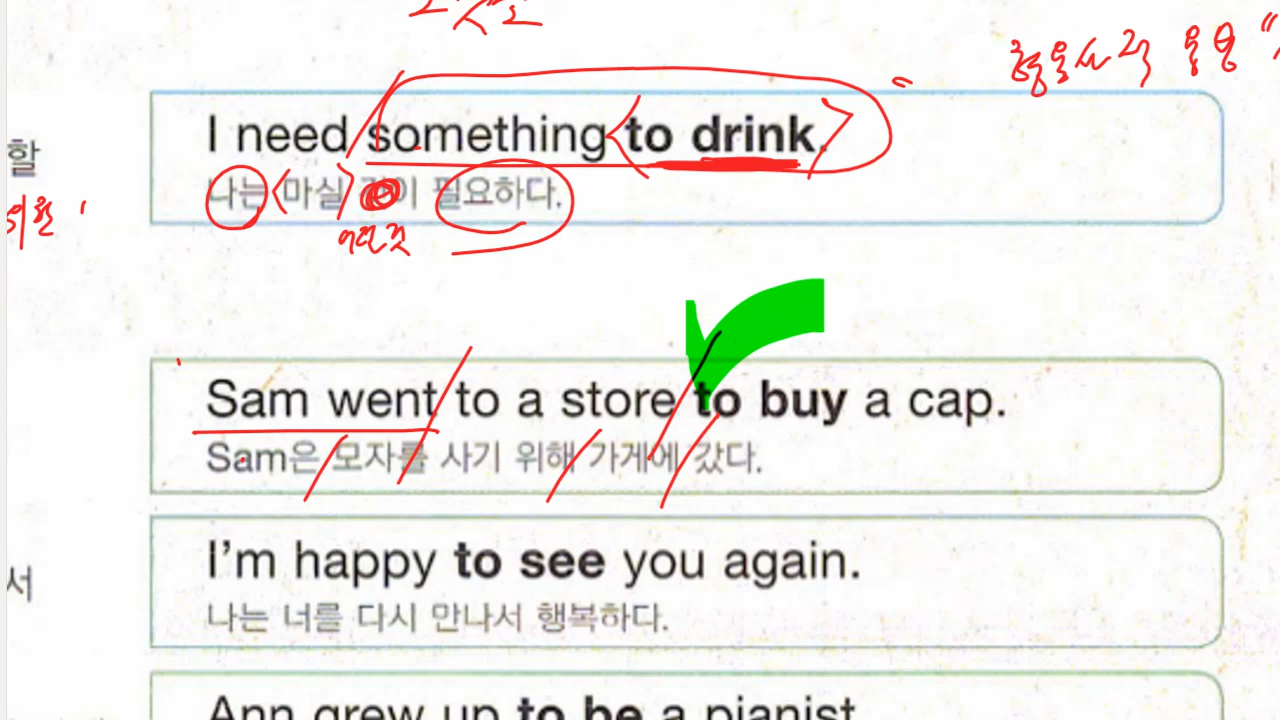 할
I need something to drink.
나는 마실 것이 필요하다.
어떤것
Sam went to a store to buy a cap.
Sam은 모자를 사기 위해 가게에 갔다.
I'm happy to see you again.
서
나는 너를 다시 만나서 행복하다.
Ann grew up to be a pianist